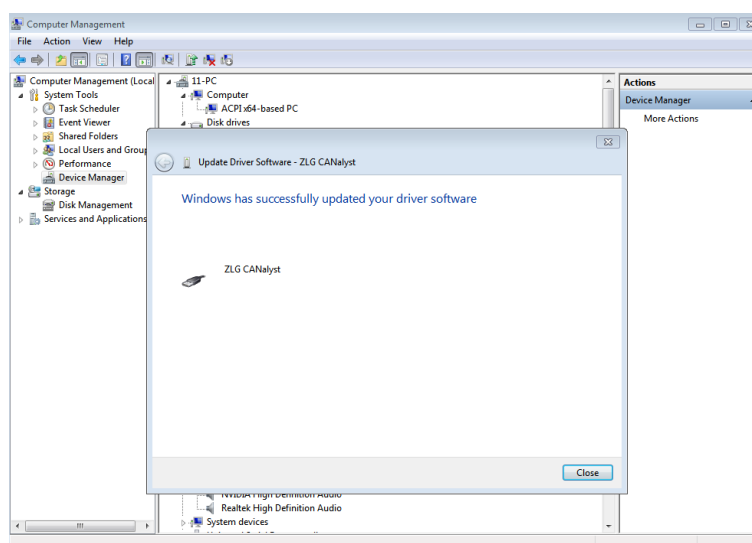 Computer Management
File Action View Help
Computer Management (Local
System Tools
Task Scheduler
Event Viewer
Shared Folders
Local Users and Group
Performance
Device Manager
Storage
Disk Management
Services and Applications
11-PC
Computer
ACPI x64-based PC
Disk drives
Actions
Device Manager
More Actions
Update Driver Software - ZLG CANalyst
Windows has successfully updated your driver software
ZLG CANalyst
Close
NVIDIA High Definition Audio
Realtek High Definition Audio
System devices